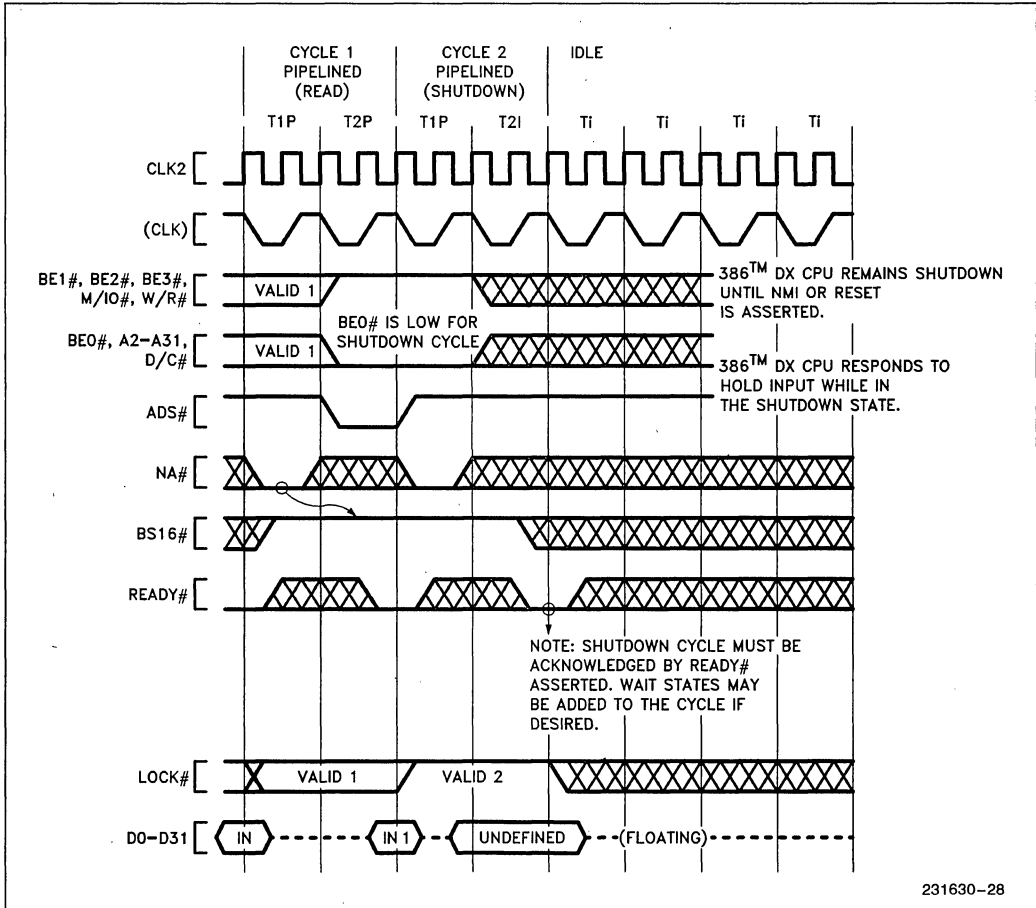 CYCLE 1
PIPELINED
(READ)
CYCLE 2
PIPELINED
(SHUTDOWN)
IDLE
T1P T2P T1P T2I Ti Ti Ti Ti
CLK2
(CLK)
BE1#, BE2#, BE3#,
M/IO#, W/R#
VALID 1
386™ DX CPU REMAINS SHUTDOWN
UNTIL NMI OR RESET
IS ASSERTED.
BE0#, A2-A31,
D/C#
VALID 1
BE0# IS LOW FOR
SHUTDOWN CYCLE
386™ DX CPU RESPONDS TO
HOLD INPUT WHILE IN
THE SHUTDOWN STATE.
ADS#
NA#
BS16#
READY#
NOTE: SHUTDOWN CYCLE MUST BE
ACKNOWLEDGED BY READY#
ASSERTED. WAIT STATES MAY
BE ADDED TO THE CYCLE IF
DESIRED.
LOCK# VALID 1 VALID 2
D0-D31 IN IN 1 UNDEFINED (FLOATING)
231630-28